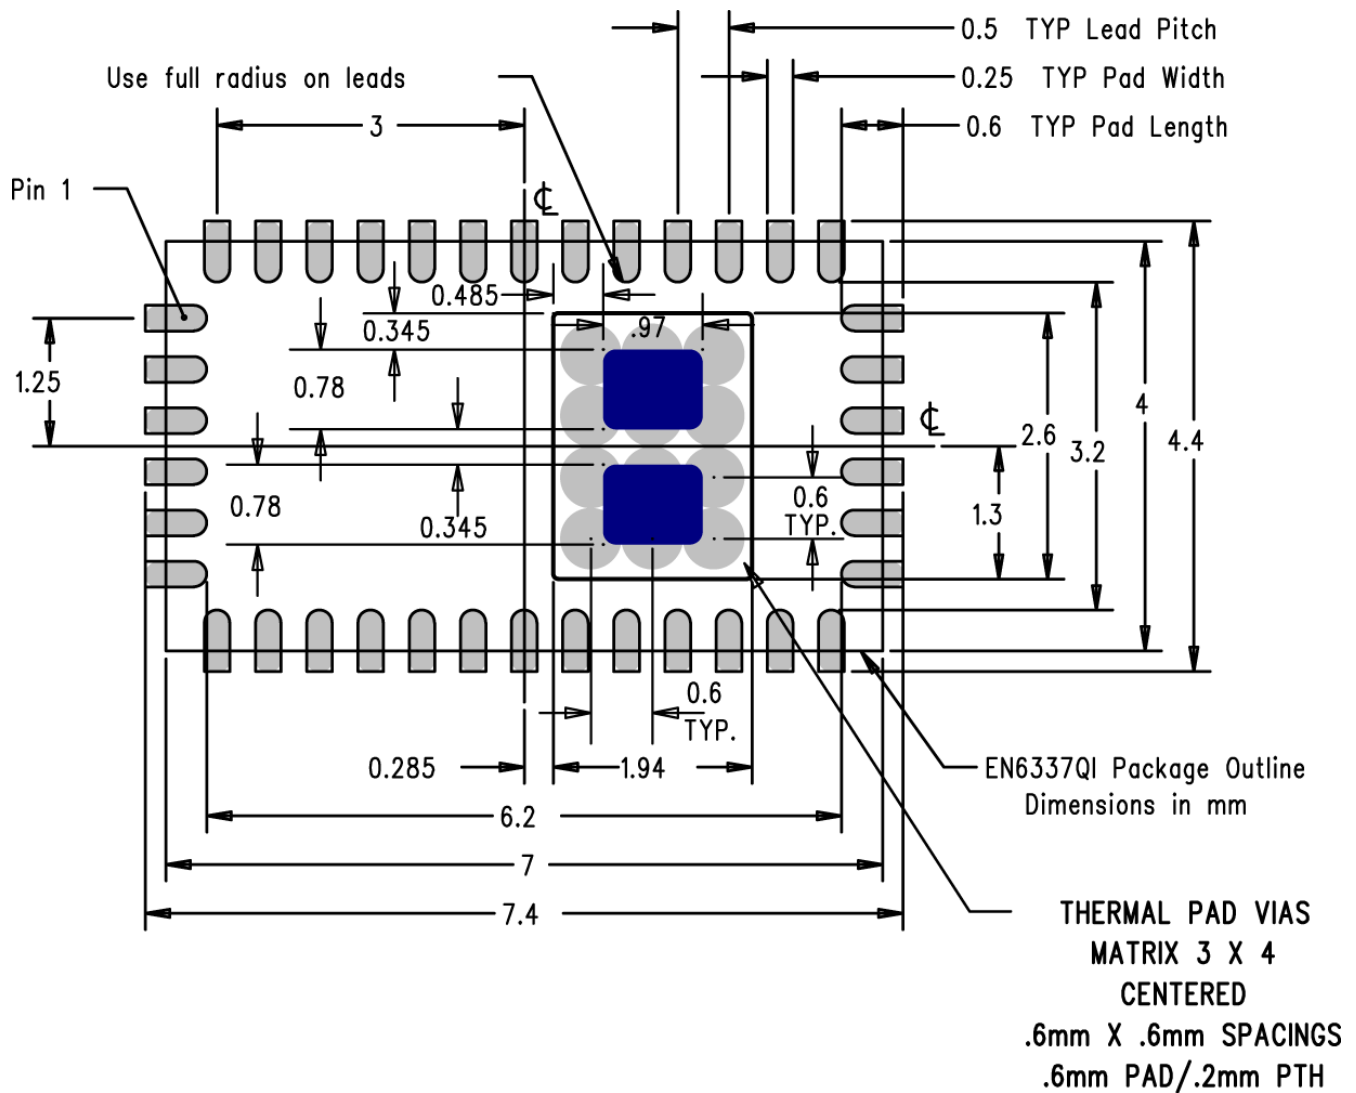 0.5 TYP Lead Pitch
Use full radius on leads
0.25 TYP Pad Width
3
0.6 TYP Pad Length
Pin 1
℄
0.485
0.345
.97
0.78
1.25
4
℄
2.6
3.2
4.4
0.78
0.345
0.6
TYP.
1.3
0.6
TYP.
0.285
1.94
EN6337QI Package Outline
Dimensions in mm
6.2
7
7.4
THERMAL PAD VIAS
MATRIX 3 X 4
CENTERED
.6mm X .6mm SPACINGS
.6mm PAD/.2mm PTH